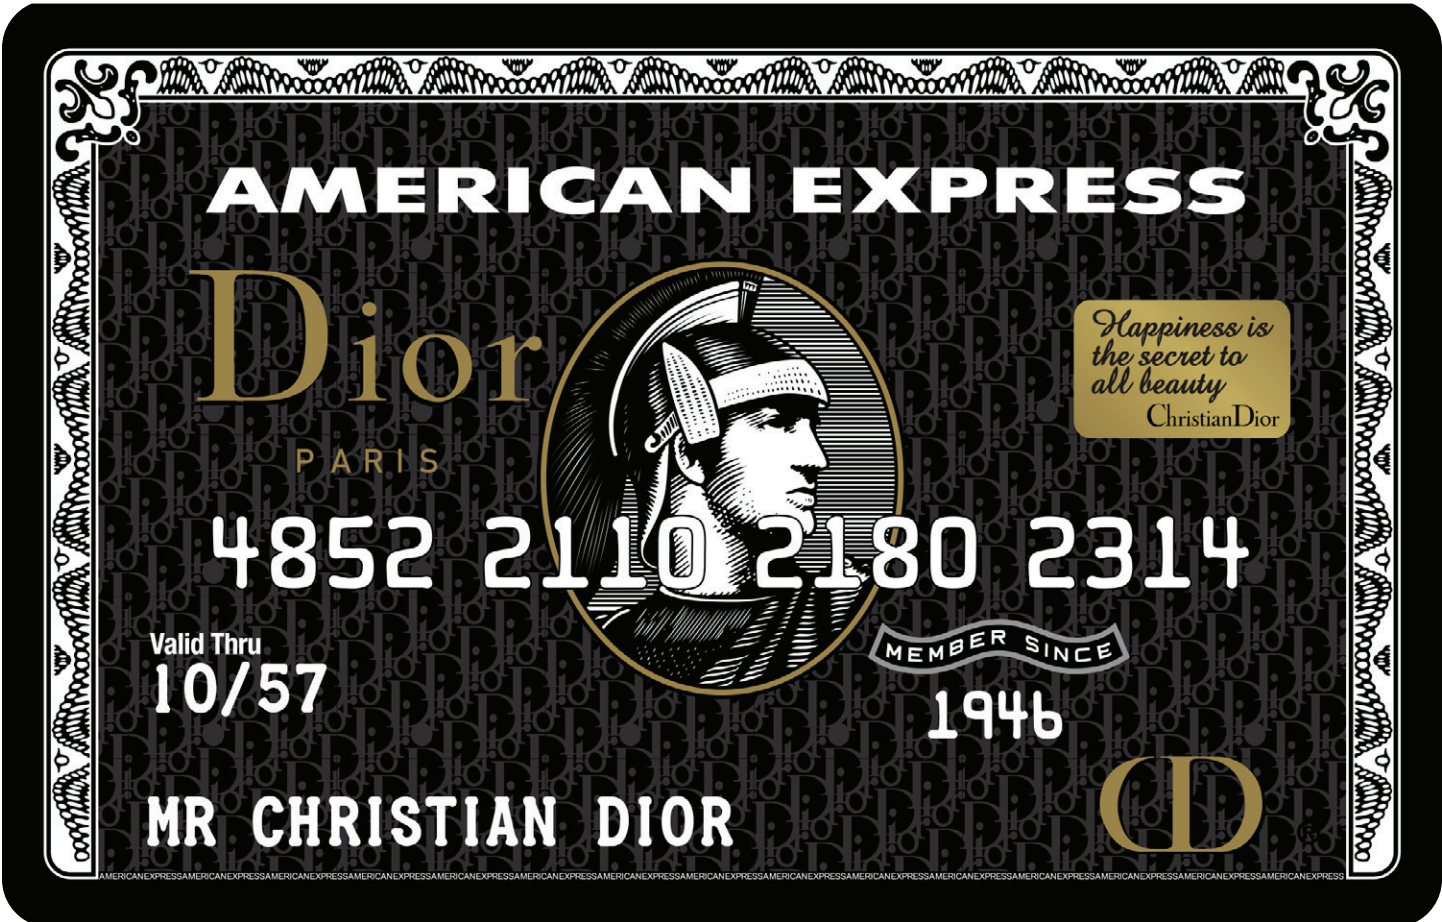 AMERICAN EXPRESS
Dior
PARIS
Happiness is
the secret to
all beauty
ChristianDior
4852 2110 2180 2314
Valid Thru
10/57
MEMBER SINCE
1946
MR CHRISTIAN DIOR
CD
AMERICANEXPRESSAMERICANEXPRESSAMERICANEXPRESSAMERICANEXPRESSAMERICANEXPRESSAMERICANEXPRESSAMERICANEXPRESSAMERICANEXPRESSAMERICANEXPRESSAMERICANEXPRESSAMERICANEXPRESSAMERICANEXPRESSAMERICANEXPRESSAMERICANEXPRESSAMERICANEXPRESS